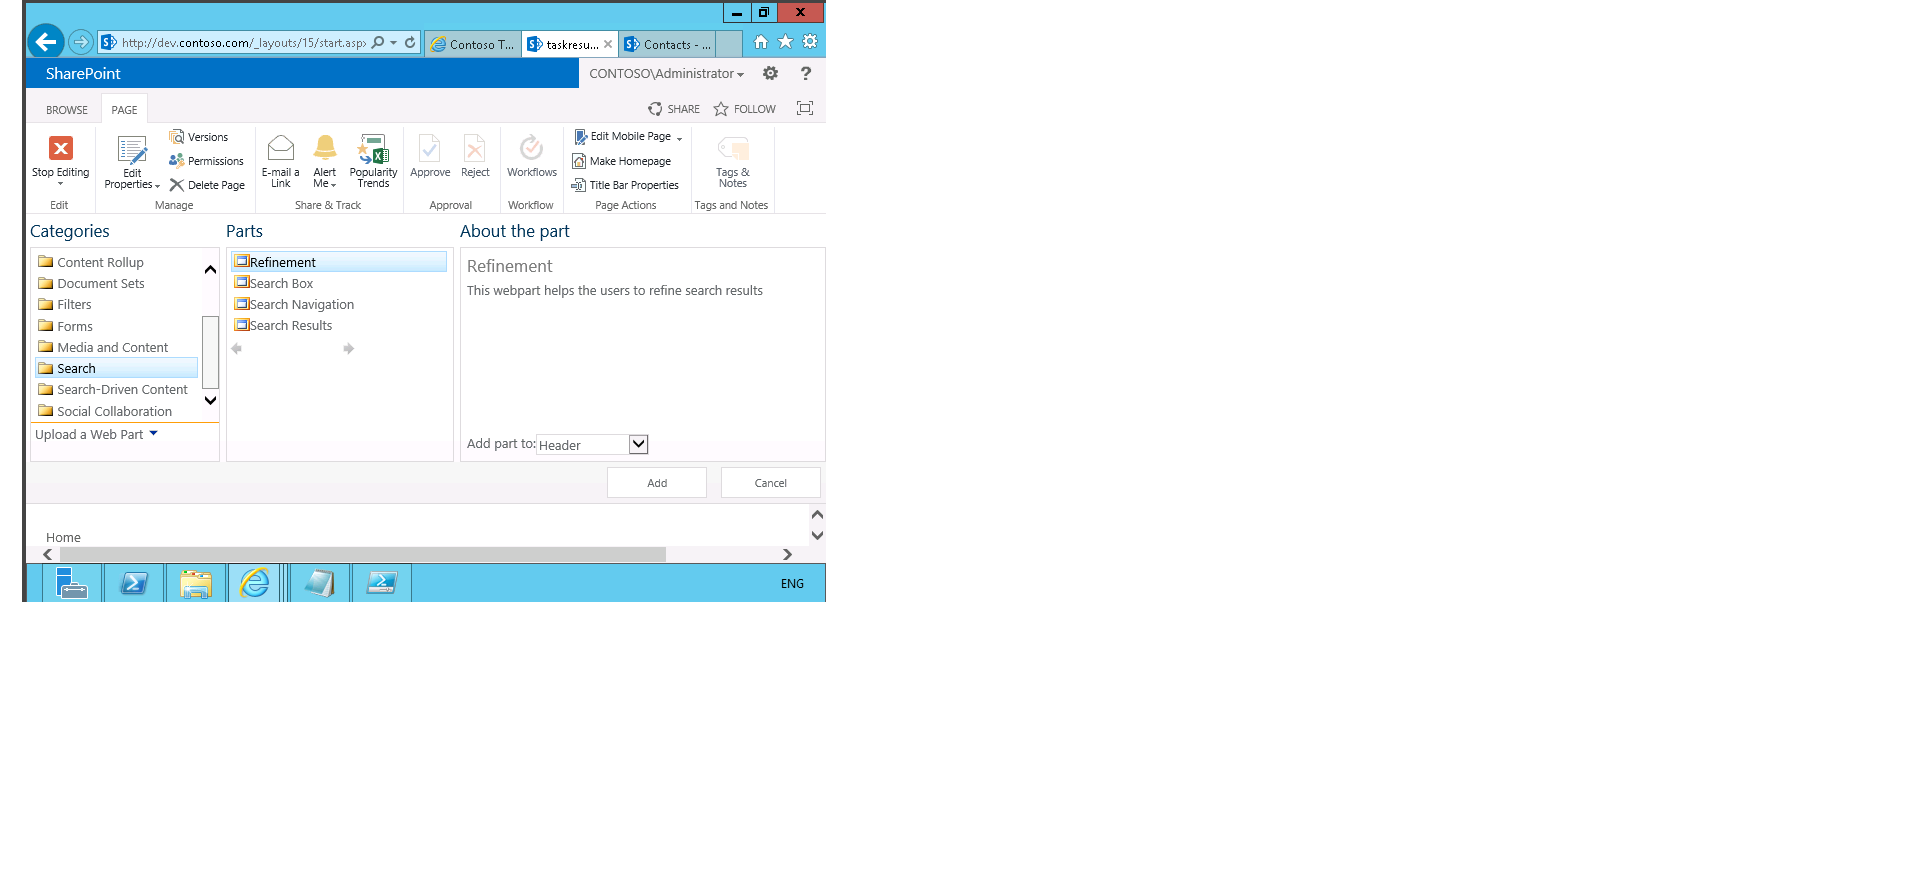 http://dev.contoso.com/_layouts/15/start.aspx
Contoso T...
taskresu...
Contacts - ...
SharePoint
CONTOSO\Administrator
?
BROWSE
PAGE
SHARE
FOLLOW
Stop Editing
Edit
Edit Properties
Versions
Permissions
Delete Page
Manage
E-mail a Link
Alert Me
Popularity Trends
Share & Track
Approve
Reject
Approval
Workflows
Workflow
Edit Mobile Page
Make Homepage
Title Bar Properties
Page Actions
Tags & Notes
Tags and Notes
Categories
Content Rollup
Document Sets
Filters
Forms
Media and Content
Search
Search-Driven Content
Social Collaboration
Upload a Web Part
Parts
Refinement
Search Box
Search Navigation
Search Results
About the part
Refinement
This webpart helps the users to refine search results
Add part to: Header
Add
Cancel
Home
ENG